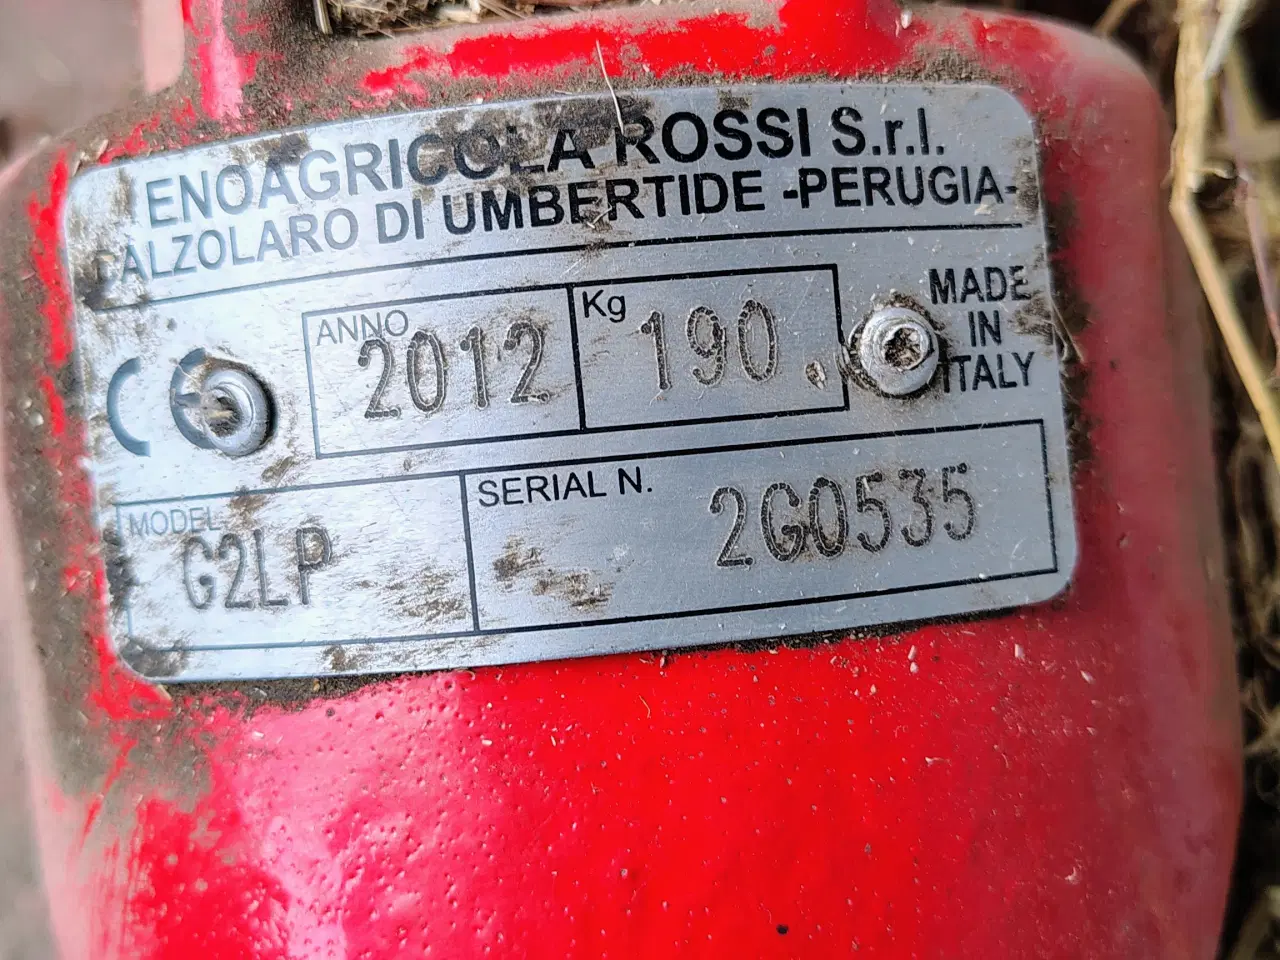 ENOAGRICOLA ROSSI S.r.l.
CALZOLARO DI UMBERTIDE -PERUGIA-
CE
ANNO 2012
Kg 190.
MADE
IN
ITALY
MODEL G2LP
SERIAL N. 2G0535